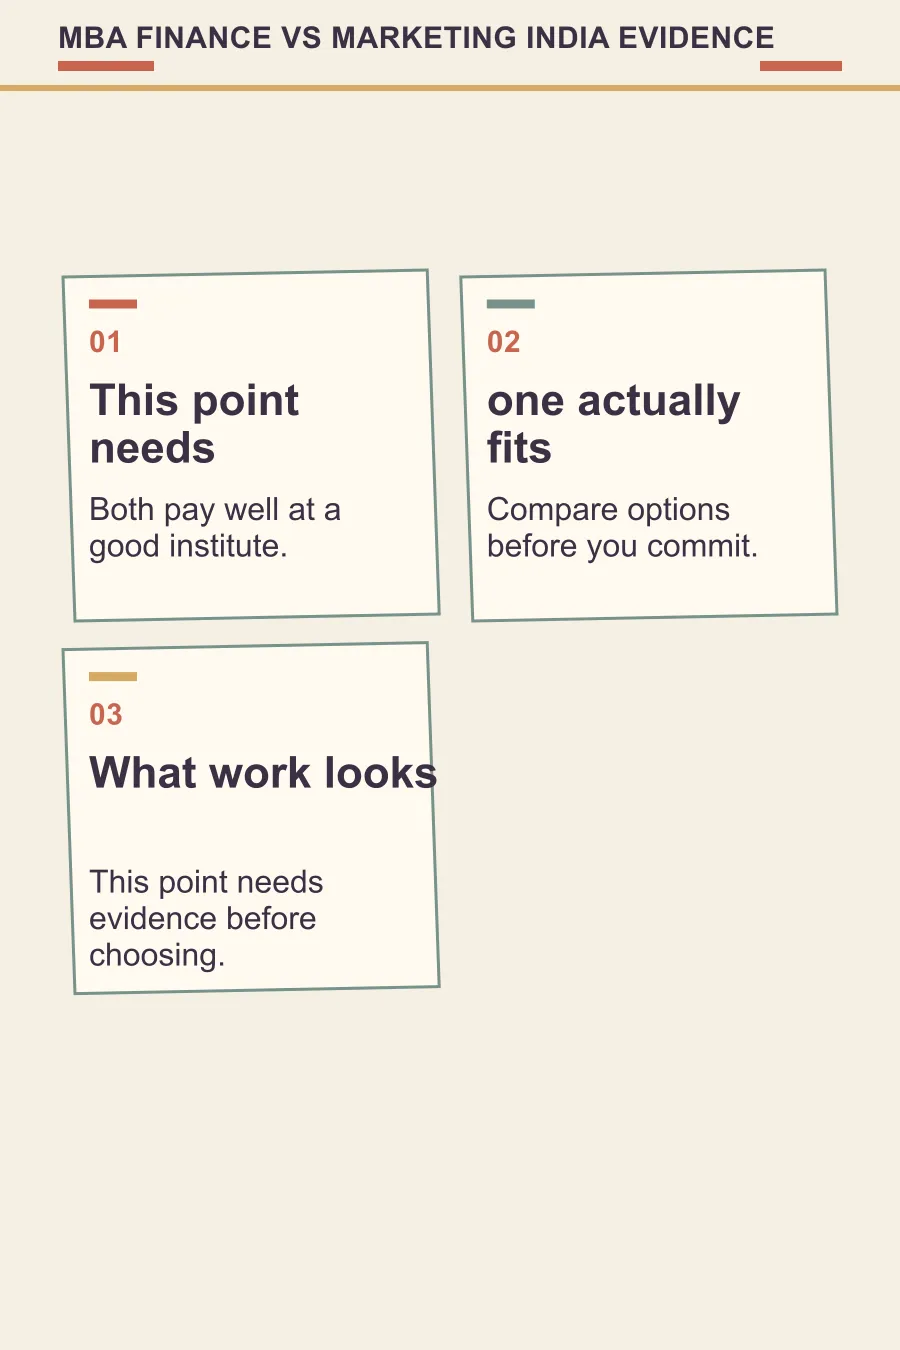 MBA FINANCE VS MARKETING INDIA EVIDENCE
01
This point
needs
Both pay well at a
good institute.
02
one actually
fits
Compare options
before you commit.
03
What work looks
This point needs
evidence before
choosing.